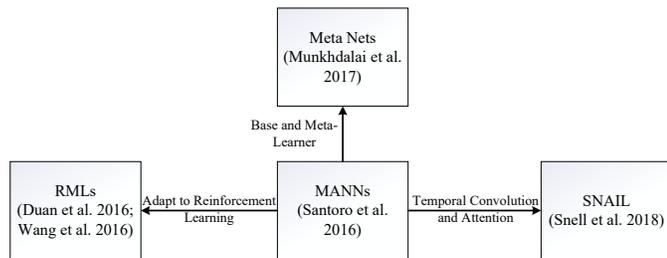 Meta Nets
(Munkhdalai et al.
2017)
Base and Meta-
Learner
RMLs
(Duan et al. 2016;
Wang et al. 2016)
Adapt to Reinforcement
Learning
MANNs
(Santoro et al.
2016)
Temporal Convolution
and Attention
SNAIL
(Snell et al. 2018)